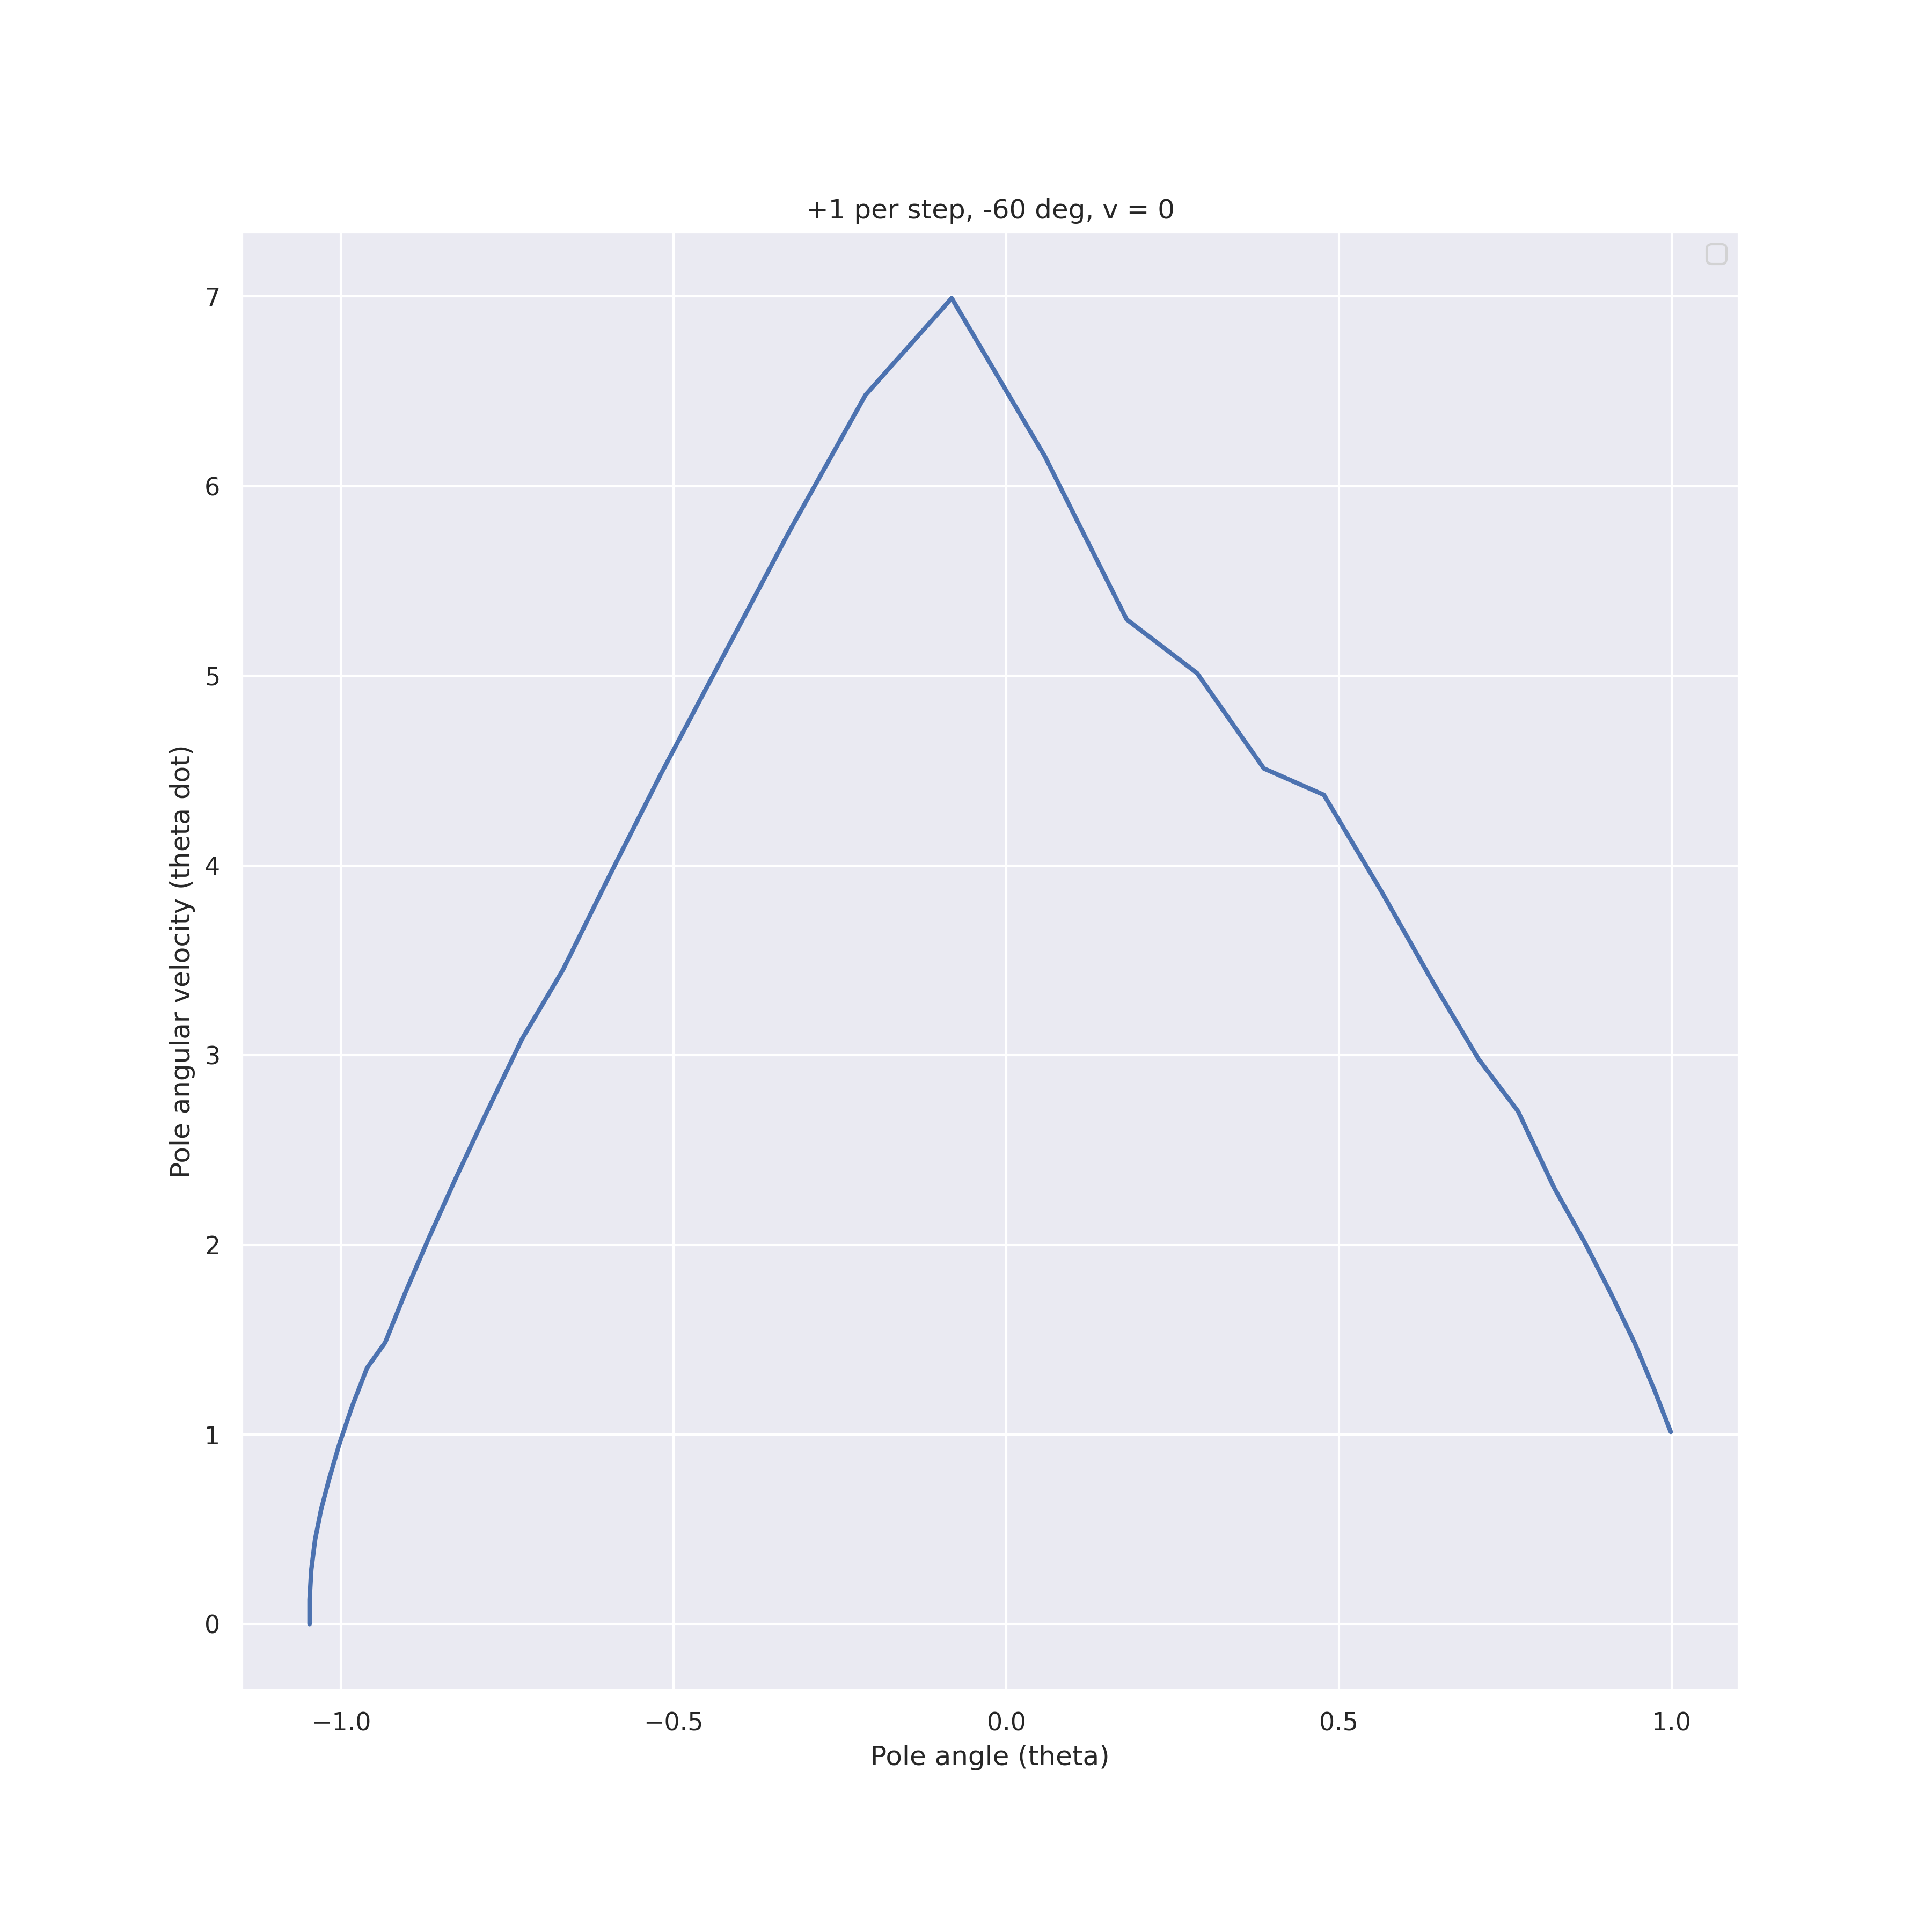 +1 per step, -60 deg, v = 0
7
6
5
4
3
2
1
0
Pole angular velocity (theta dot)
−1.0 −0.5 0.0 0.5 1.0
Pole angle (theta)